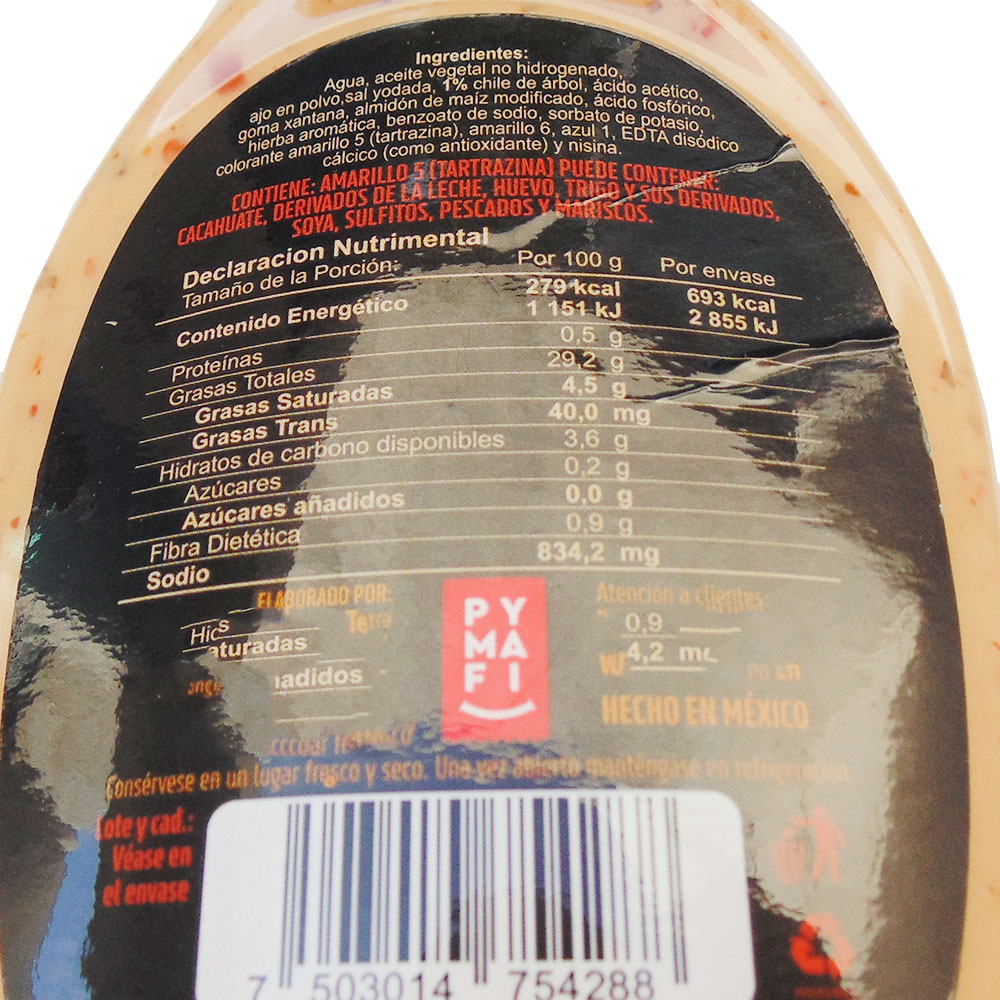 Ingredientes:
Agua, aceite vegetal no hidrogenado,
ajo en polvo,sal yodada, 1% chile de árbol, ácido acético,
goma xantana, almidón de maíz modificado, ácido fosfórico,
hierba aromática, benzoato de sodio, sorbato de potasio,
colorante amarillo 5 (tartrazina), amarillo 6, azul 1, EDTA disódico
cálcico (como antioxidante) y nisina.
CONTIENE: AMARILLO 5 (TARTRAZINA) PUEDE CONTENER:
CACAHUATE, DERIVADOS DE LA LECHE, HUEVO, TRIGO Y SUS DERIVADOS,
SOYA, SULFITOS, PESCADOS Y MARISCOS.
Declaracion Nutrimental
Tamaño de la Porción: Por 100 g Por envase
Contenido Energético 279 kcal 693 kcal
1 151 kJ 2 855 kJ
Proteínas 0,5 g
Grasas Totales 29,2 g
Grasas Saturadas 4,5 g
Grasas Trans 40,0 mg
Hidratos de carbono disponibles 3,6 g
Azúcares 0,2 g
Azúcares añadidos 0,0 g
Fibra Dietética 0,9 g
Sodio 834,2 mg
ELABORADO POR:
Tetra
aturadas
adidos
PY
MA
FI
Atención a clientes:
0,9
4,2
HECHO EN MÉXICO
Consérvese en un lugar fresco y seco. Una vez abierto manténgase en refrigeración
Lote y cad.:
Véase en
el envase
7 503014 754288